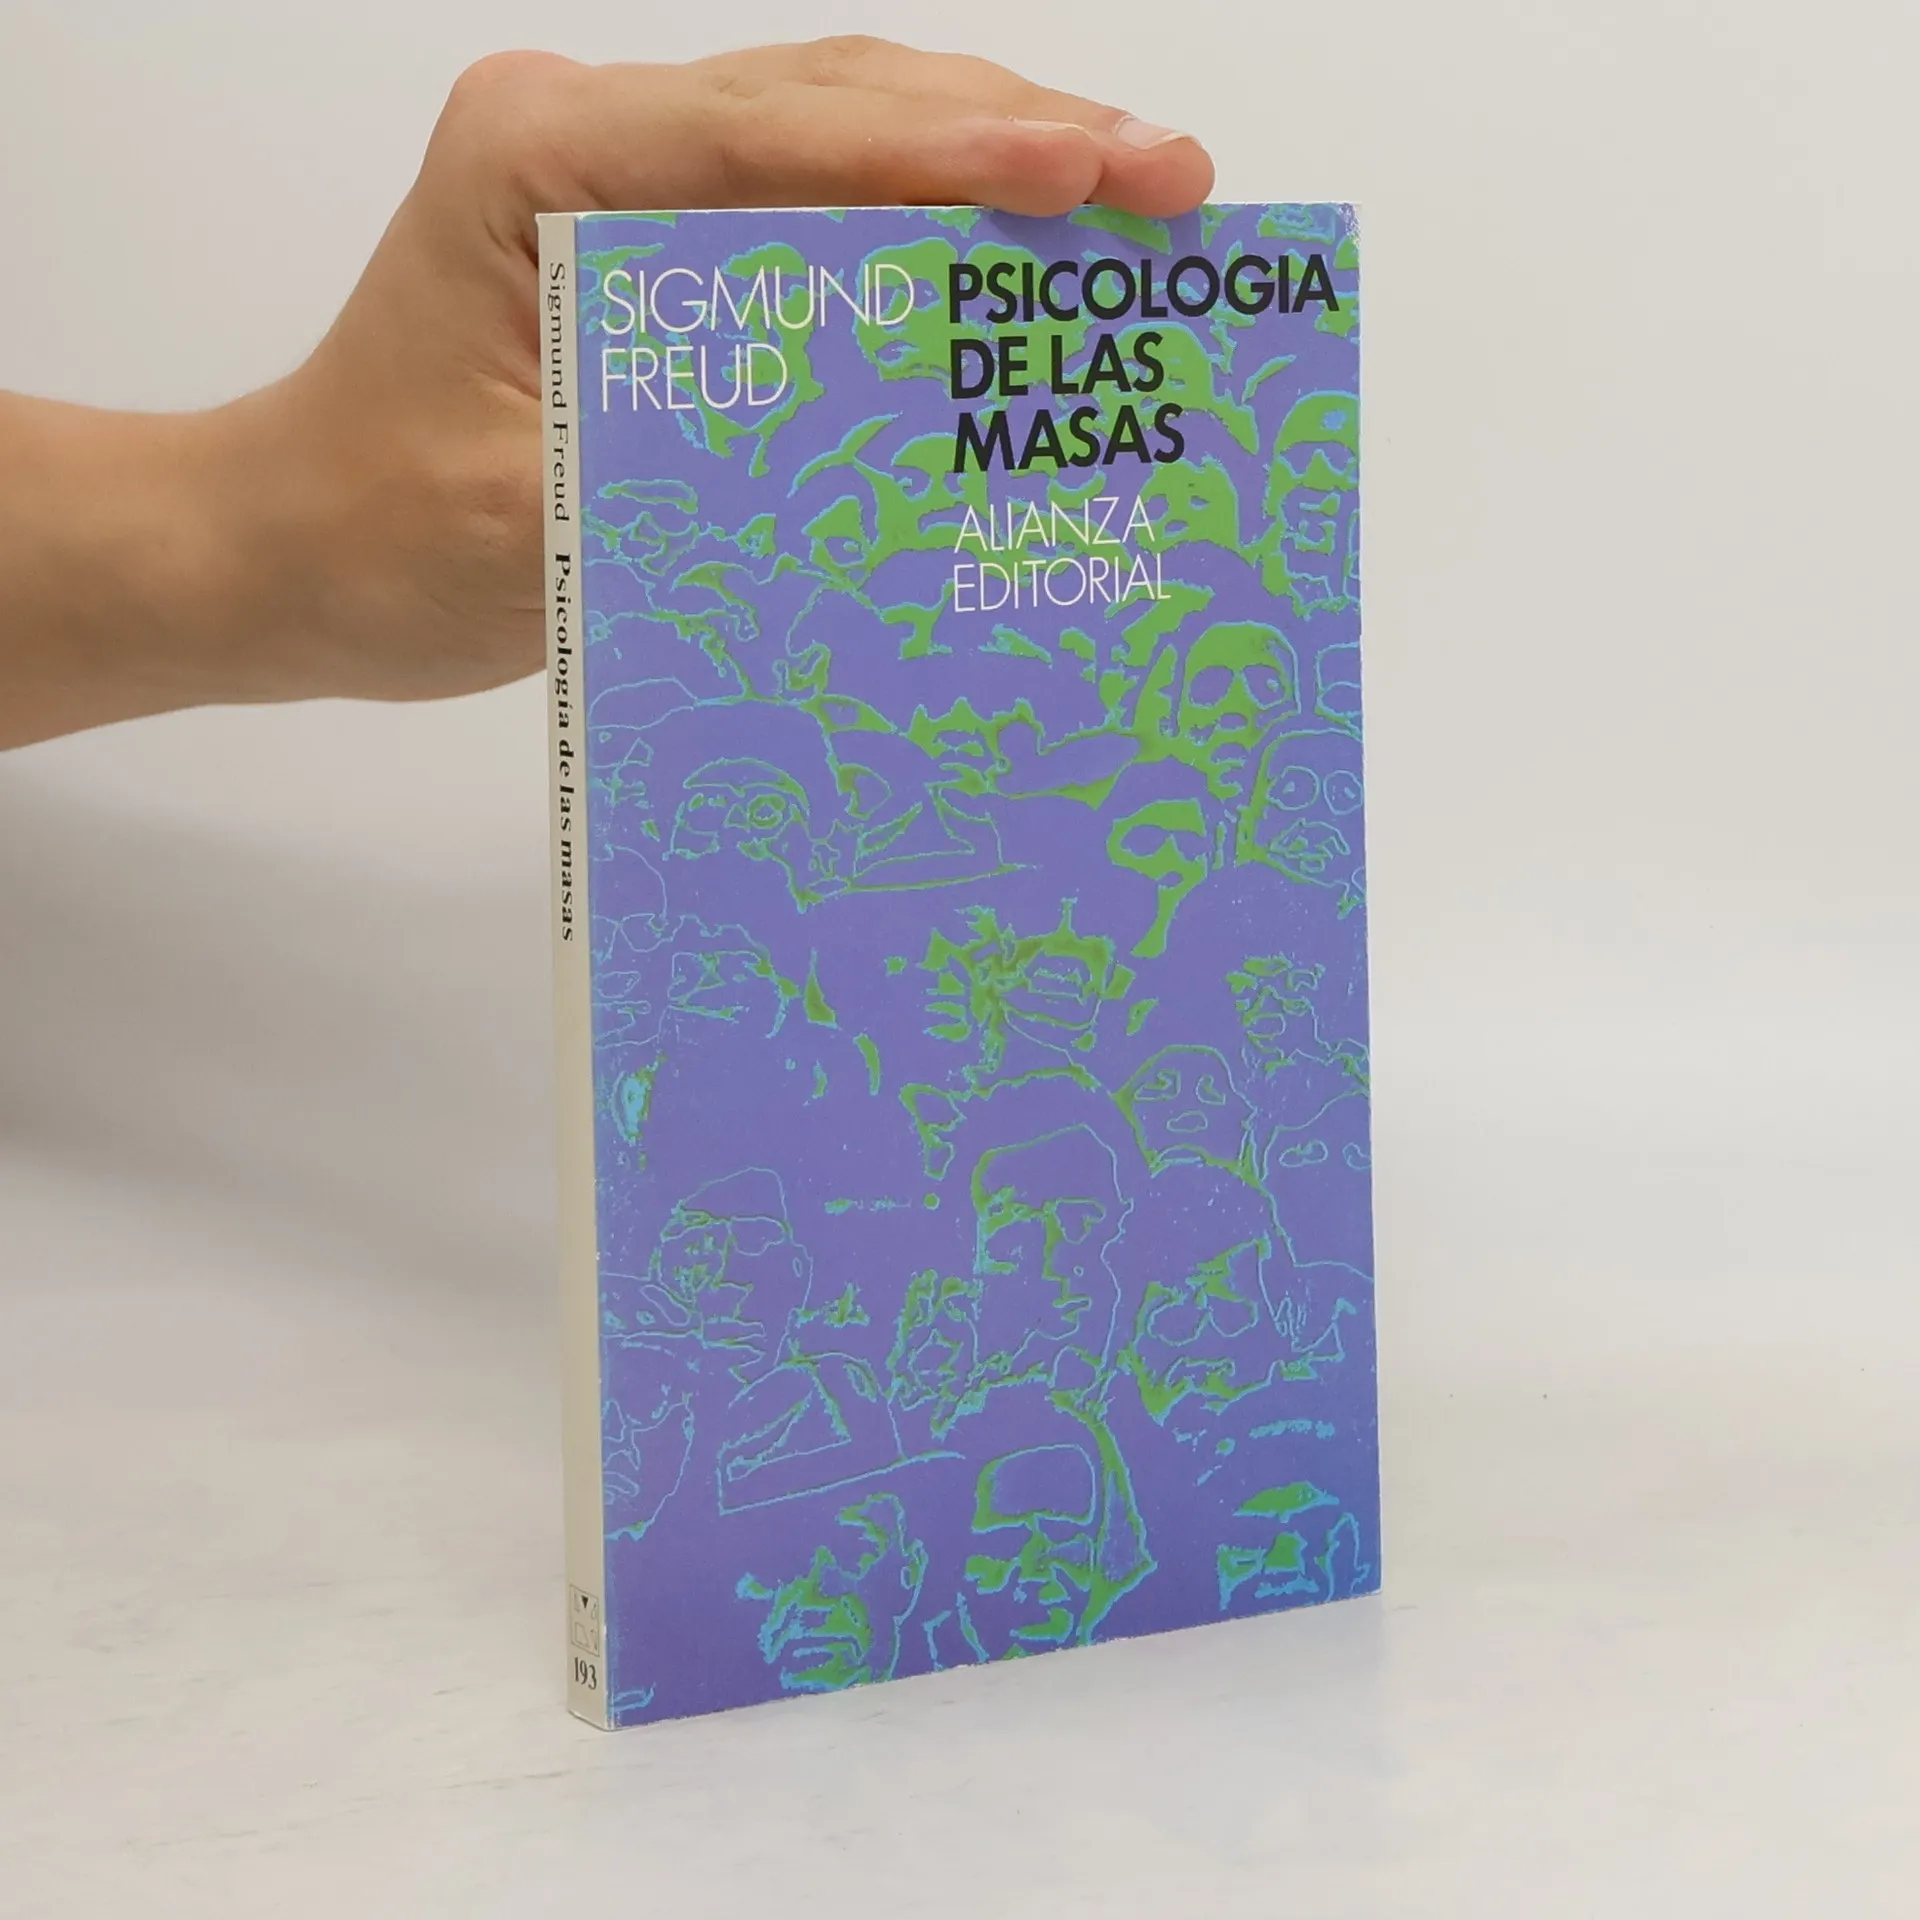 SIGMUND
FREUD
PSICOLOGIA
DE LAS
MASAS
ALIANZA
EDITORIAL
Sigmund Freud Psicología de las masas
193